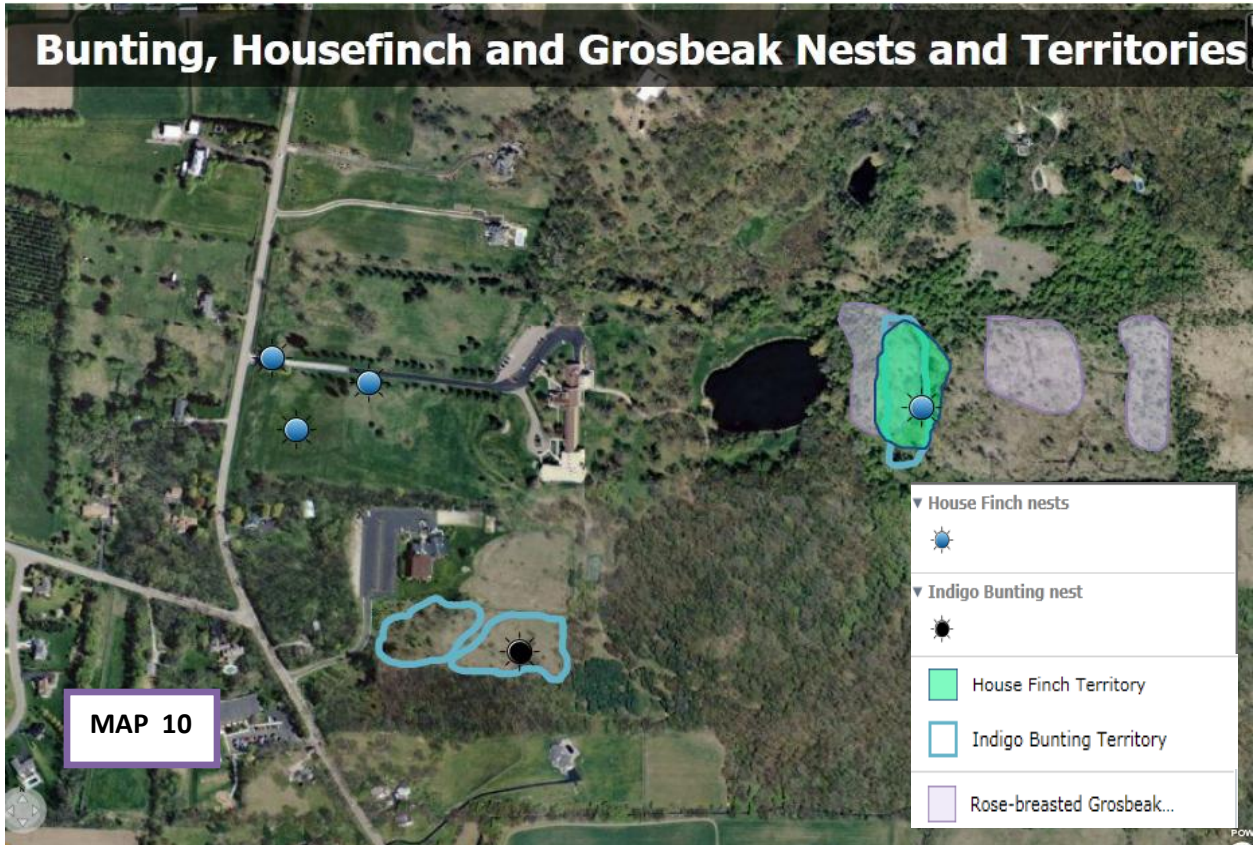 Bunting, Housefinch and Grosbeak Nests and Territories
House Finch nests
Indigo Bunting nest
House Finch Territory
Indigo Bunting Territory
Rose-breasted Grosbeak...
MAP 10
N
POW